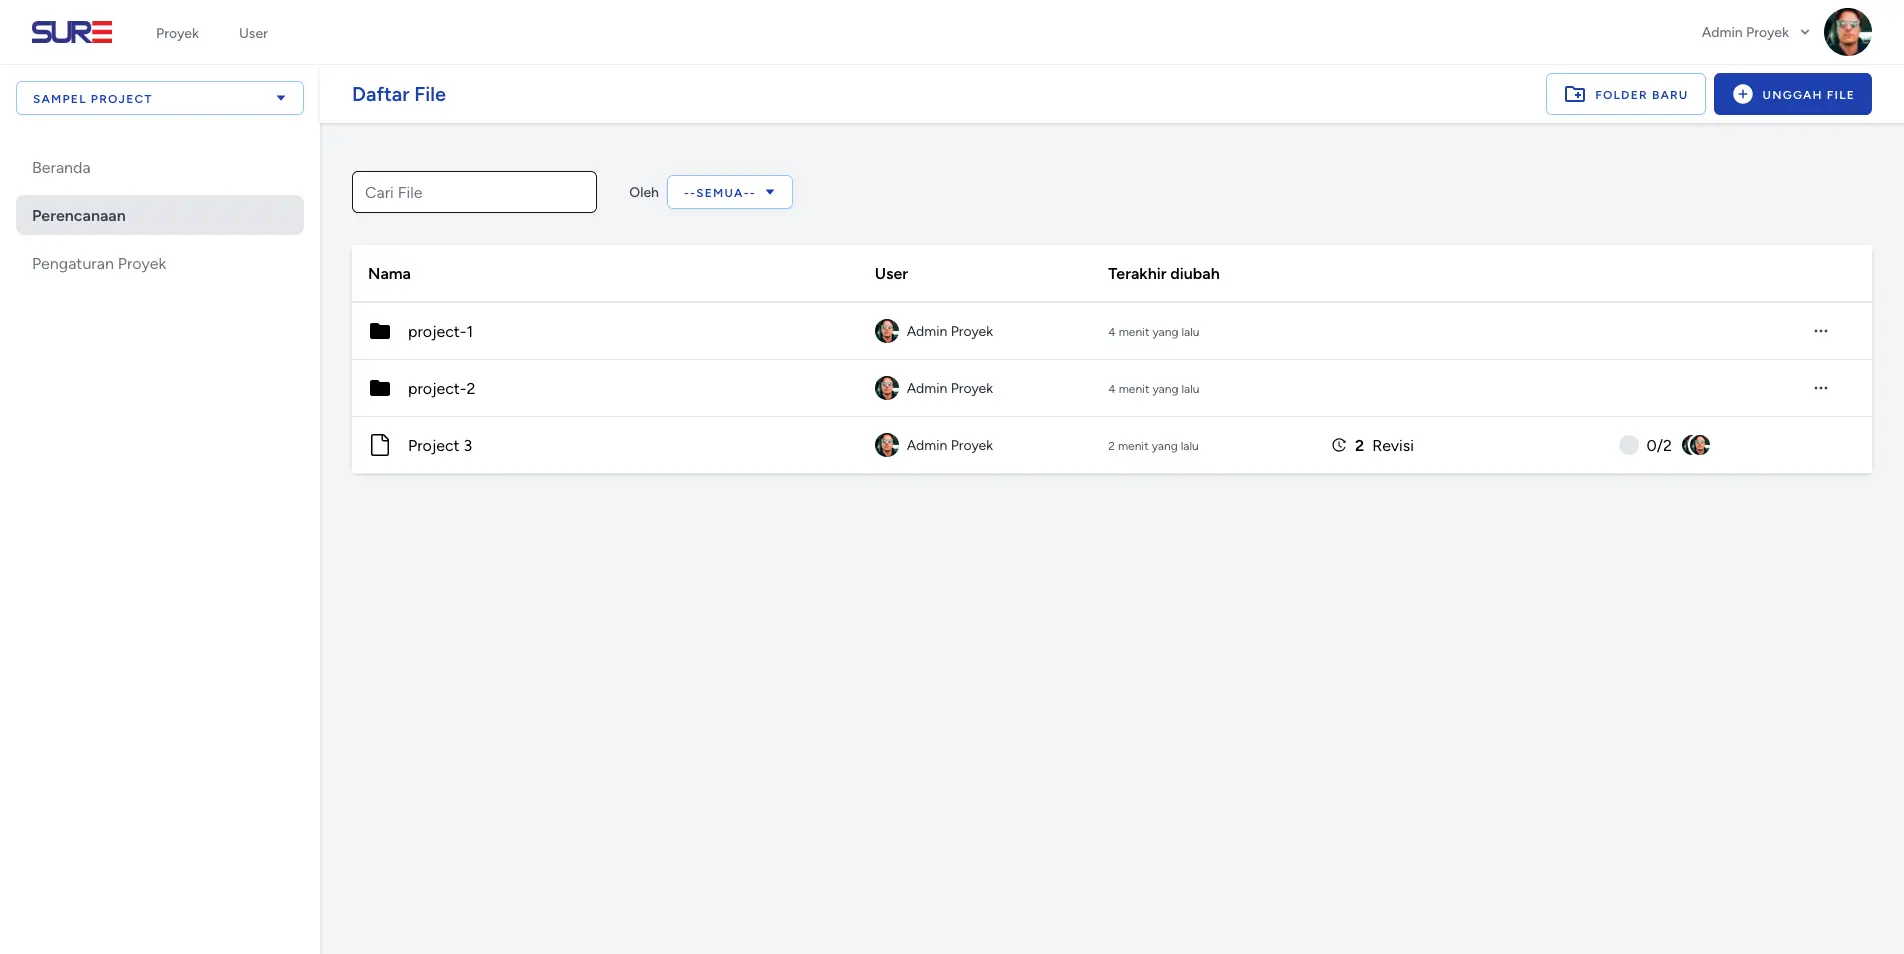 SURE Proyek User Admin Proyek
SAMPEL PROJECT
Beranda
Perencanaan
Pengaturan Proyek
Daftar File FOLDER BARU UNGGAH FILE
Cari File Oleh --SEMUA--
Nama User Terakhir diubah
project-1 Admin Proyek 4 menit yang lalu ...
project-2 Admin Proyek 4 menit yang lalu ...
Project 3 Admin Proyek 2 menit yang lalu 2 Revisi 0/2